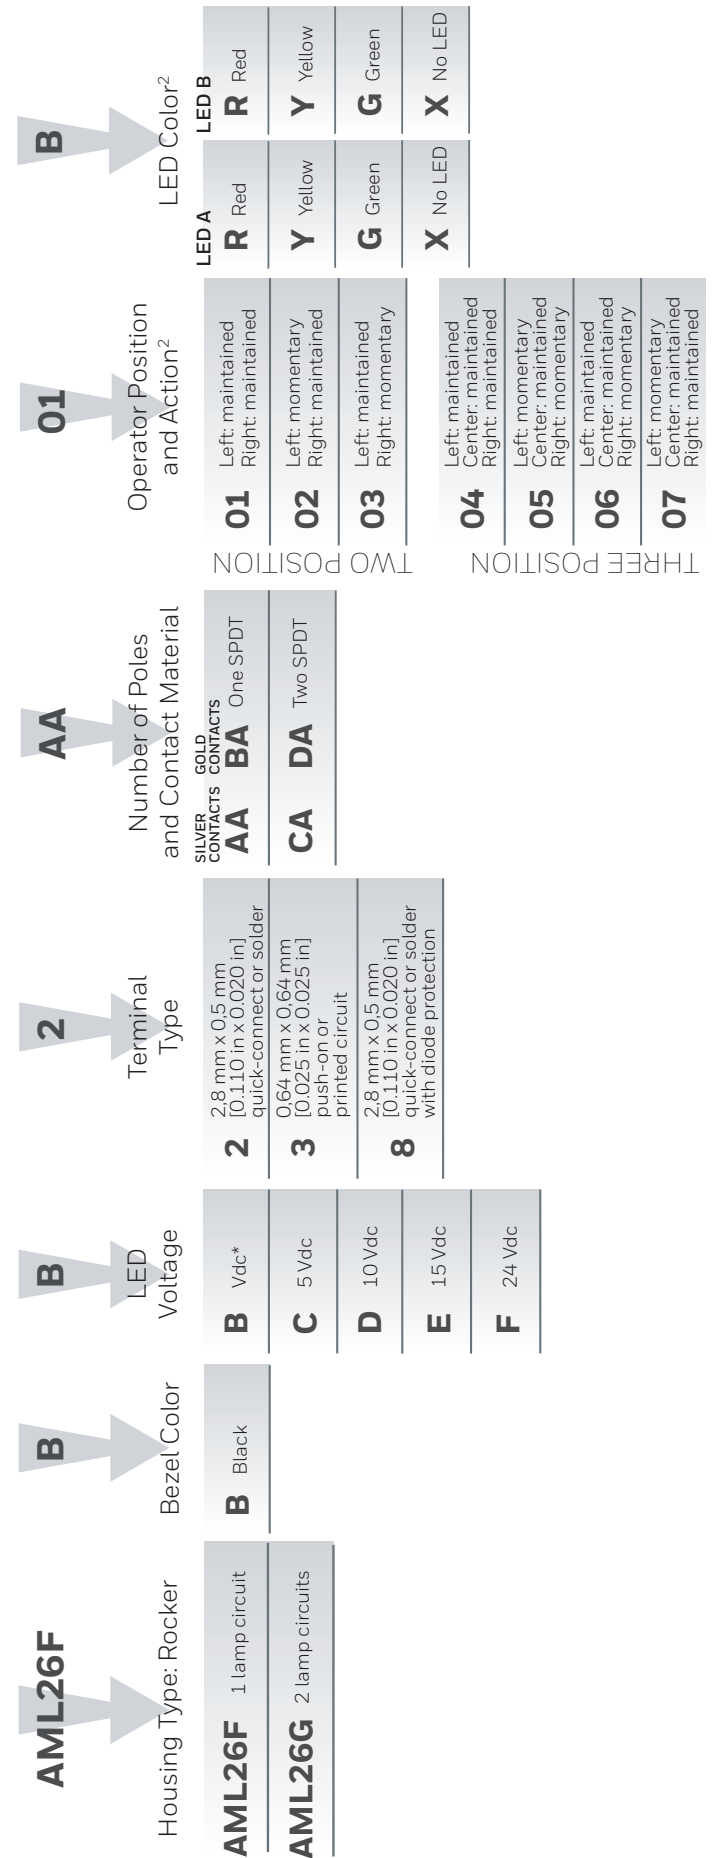 AML26F
Housing Type: Rocker
AML26F 1 lamp circuit
AML26G 2 lamp circuits
B
Bezel Color
B Black
B
LED
Voltage
B Vdc*
C 5 Vdc
D 10 Vdc
E 15 Vdc
F 24 Vdc
2
Terminal
Type
2 2,8 mm x 0,5 mm
[0.110 in x 0.020 in]
quick-connect or solder
3 0,64 mm x 0,64 mm
[0.025 in x 0.025 in]
push-on or
printed circuit
8 2,8 mm x 0,5 mm
[0.110 in x 0.020 in]
quick-connect or solder
with diode protection
AA
Number of Poles
and Contact Material
SILVER
CONTACTS
GOLD
CONTACTS
AA BA One SPDT
CA DA Two SPDT
01
Operator Position
and Action2
TWO POSITION
01 Left: maintained
Right: maintained
02 Left: momentary
Right: maintained
03 Left: maintained
Right: momentary
THREE POSITION
04 Left: maintained
Center: maintained
Right: maintained
05 Left: momentary
Center: maintained
Right: momentary
06 Left: maintained
Center: maintained
Right: momentary
07 Left: momentary
Center: maintained
Right: maintained
B
LED Color2
LED A
R Red
Y Yellow
G Green
X No LED
LED B
R Red
Y Yellow
G Green
X No LED